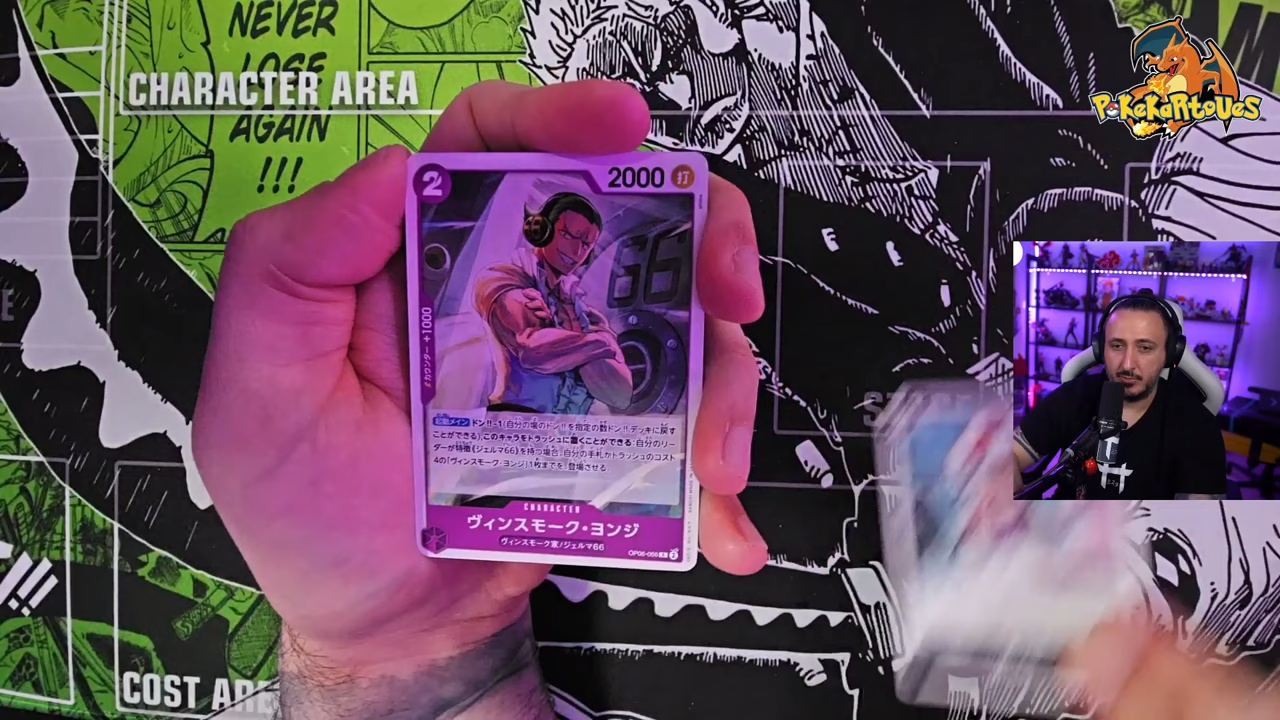 NEVER
LOSE
AGAIN
!!!
CHARACTER AREA
PoKeKaRtoUes
2
2000
打
66
カウンター +1000
起動メイン ドン!!-1(自分の場のドン!!を指定の数ドン!!デッキに戻す
ことができる),このキャラをトラッシュに置くことができる:自分のリー
ダーが特徴《ジェルマ66》を持つ場合、自分の手札かトラッシュのコスト
4の「ヴィンスモーク・ヨンジ」1枚までを、登場させる。
CHARACTER
ヴィンスモーク・ヨンジ
ヴィンスモーク家/ジェルマ66
COST ARE